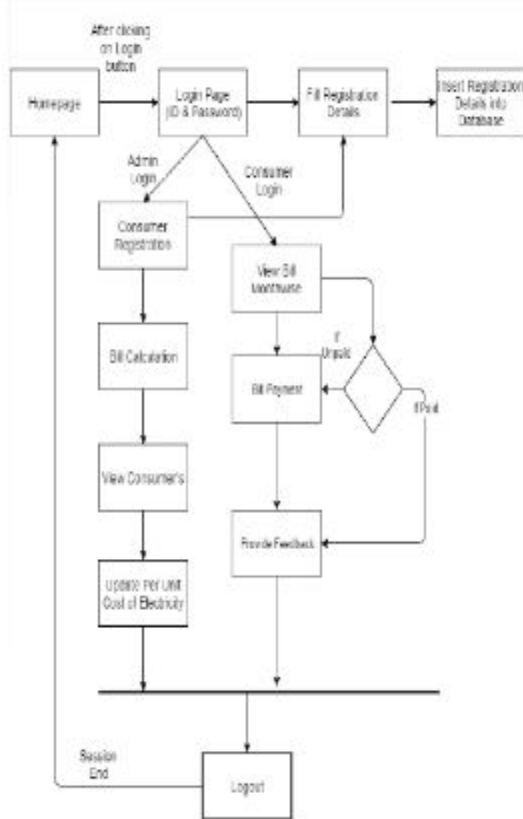 After clicking
on Login
button
Homepage
Login Page
(ID & Password)
Fill Registration
Details
Insert Registration
Details into
Database
Admin
Login
Consumer
Login
Consumer
Registration
View Bill
Monthwise
If
Unpaid
Bill Calculation
Bill Payment
If Paid
View Consumer's
Provide Feedback
Update Per Unit
Cost of Electricity
Session
End
Logout